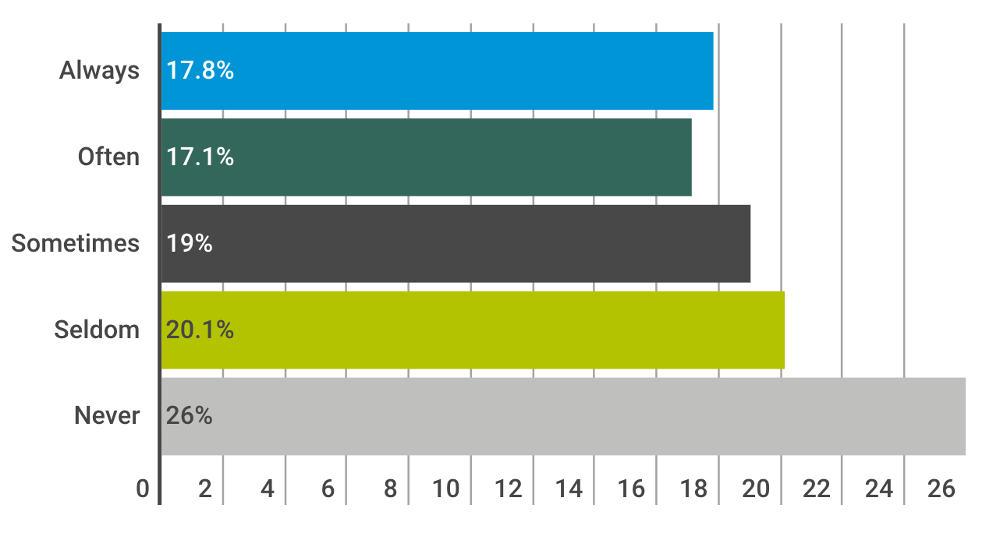 Always 17.8%
Often 17.1%
Sometimes 19%
Seldom 20.1%
Never 26%
0 2 4 6 8 10 12 14 16 18 20 22 24 26